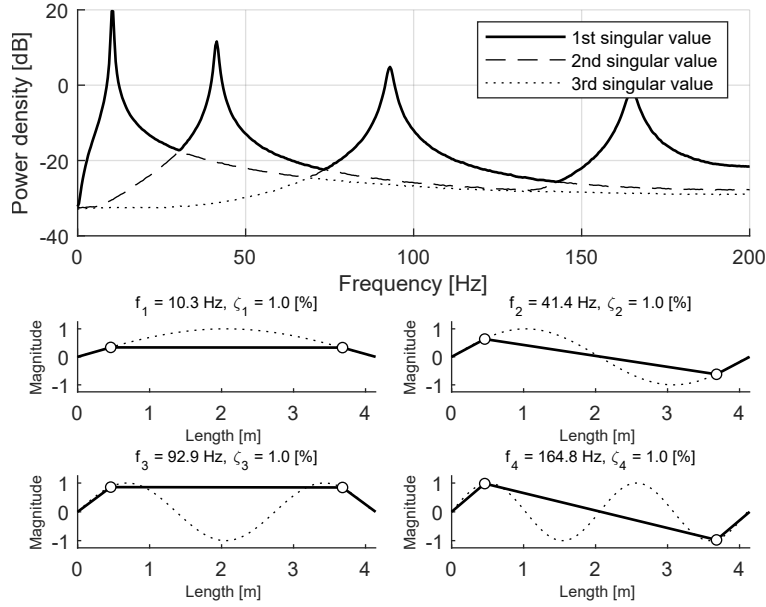 20
0
-20
-40
Power density [dB]
1st singular value
2nd singular value
3rd singular value
0 50 100 150 200
Frequency [Hz]
f1 = 10.3 Hz, ζ1 = 1.0 [%]
1
0
-1
Magnitude
0 1 2 3 4
Length [m]
f2 = 41.4 Hz, ζ2 = 1.0 [%]
1
0
-1
Magnitude
0 1 2 3 4
Length [m]
f3 = 92.9 Hz, ζ3 = 1.0 [%]
1
0
-1
Magnitude
0 1 2 3 4
Length [m]
f4 = 164.8 Hz, ζ4 = 1.0 [%]
1
0
-1
Magnitude
0 1 2 3 4
Length [m]